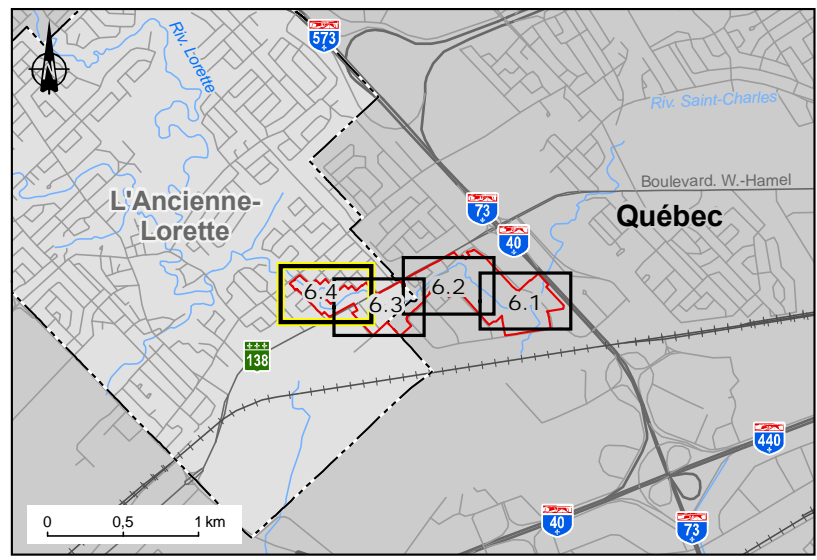 573
N
Riv. Lorette
Riv. Saint-Charles
Boulevard. W.-Hamel
L'Ancienne-
Lorette
73
Québec
40
6.4
6.3
6.2
6.1
138
440
0 0,5 1 km
40
73